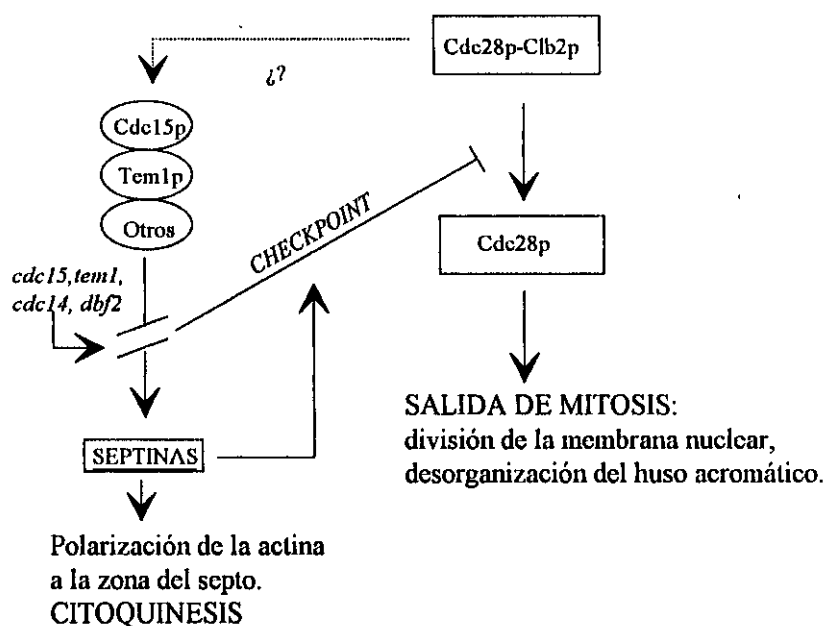 Cdc28p-Clb2p
¿?
Cdc15p
Tem1p
Otros
CHECKPOINT
Cdc28p
cdc15,tem1,
cdc14, dbf2
SALIDA DE MITOSIS:
división de la membrana nuclear,
desorganización del huso acromático.
SEPTINAS
Polarización de la actina
a la zona del septo.
CITOQUINESIS